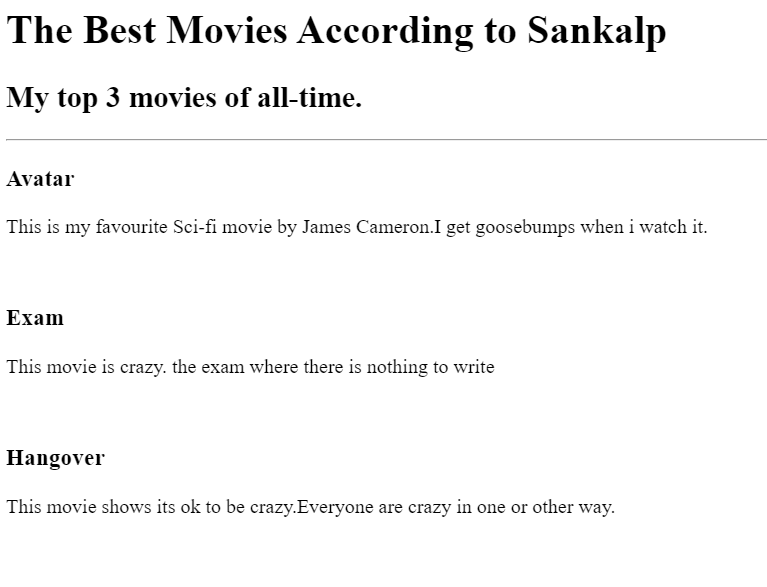 The Best Movies According to Sankalp
My top 3 movies of all-time.
Avatar
This is my favourite Sci-fi movie by James Cameron.I get goosebumps when i watch it.
Exam
This movie is crazy. the exam where there is nothing to write
Hangover
This movie shows its ok to be crazy.Everyone are crazy in one or other way.